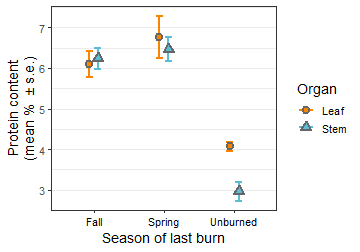 7
6
5
4
3
Protein content
(mean % ± s.e.)
Fall Spring Unburned
Season of last burn
Organ
Leaf
Stem